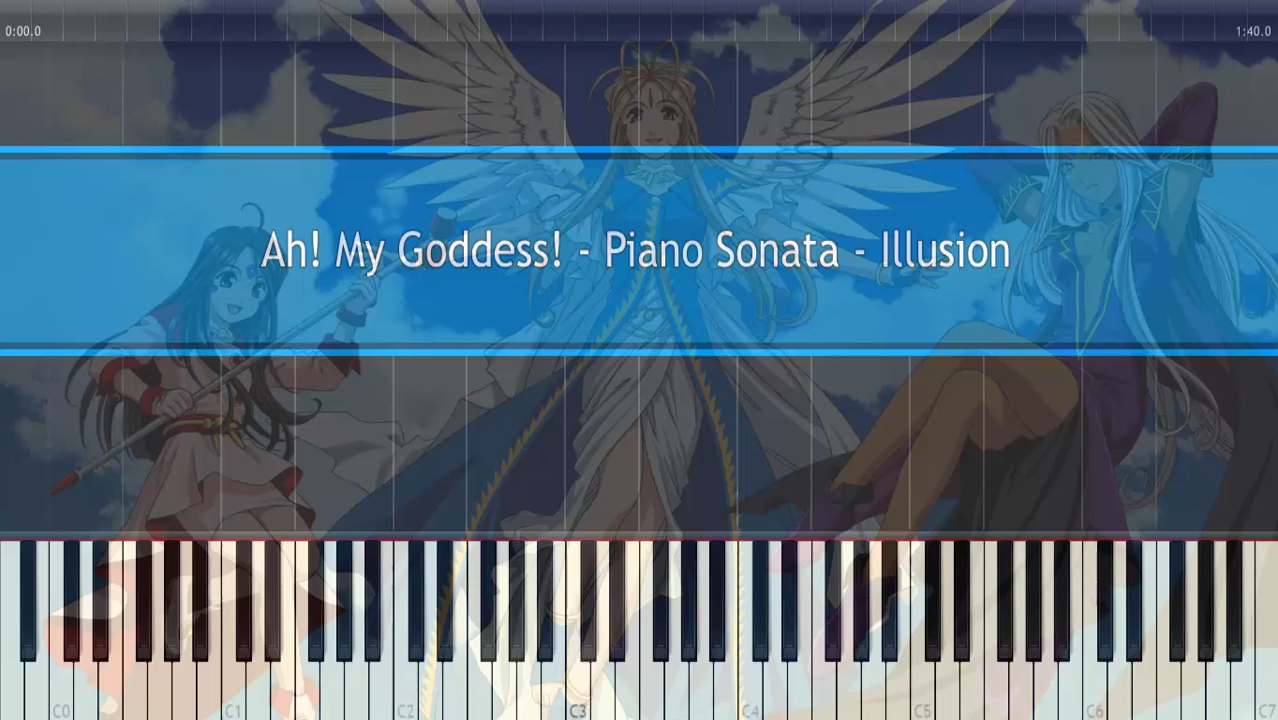 0:00.0
1:40.0
Ah! My Goddess! - Piano Sonata - Illusion
C0 C1 C2 C3 C4 C5 C6 C7